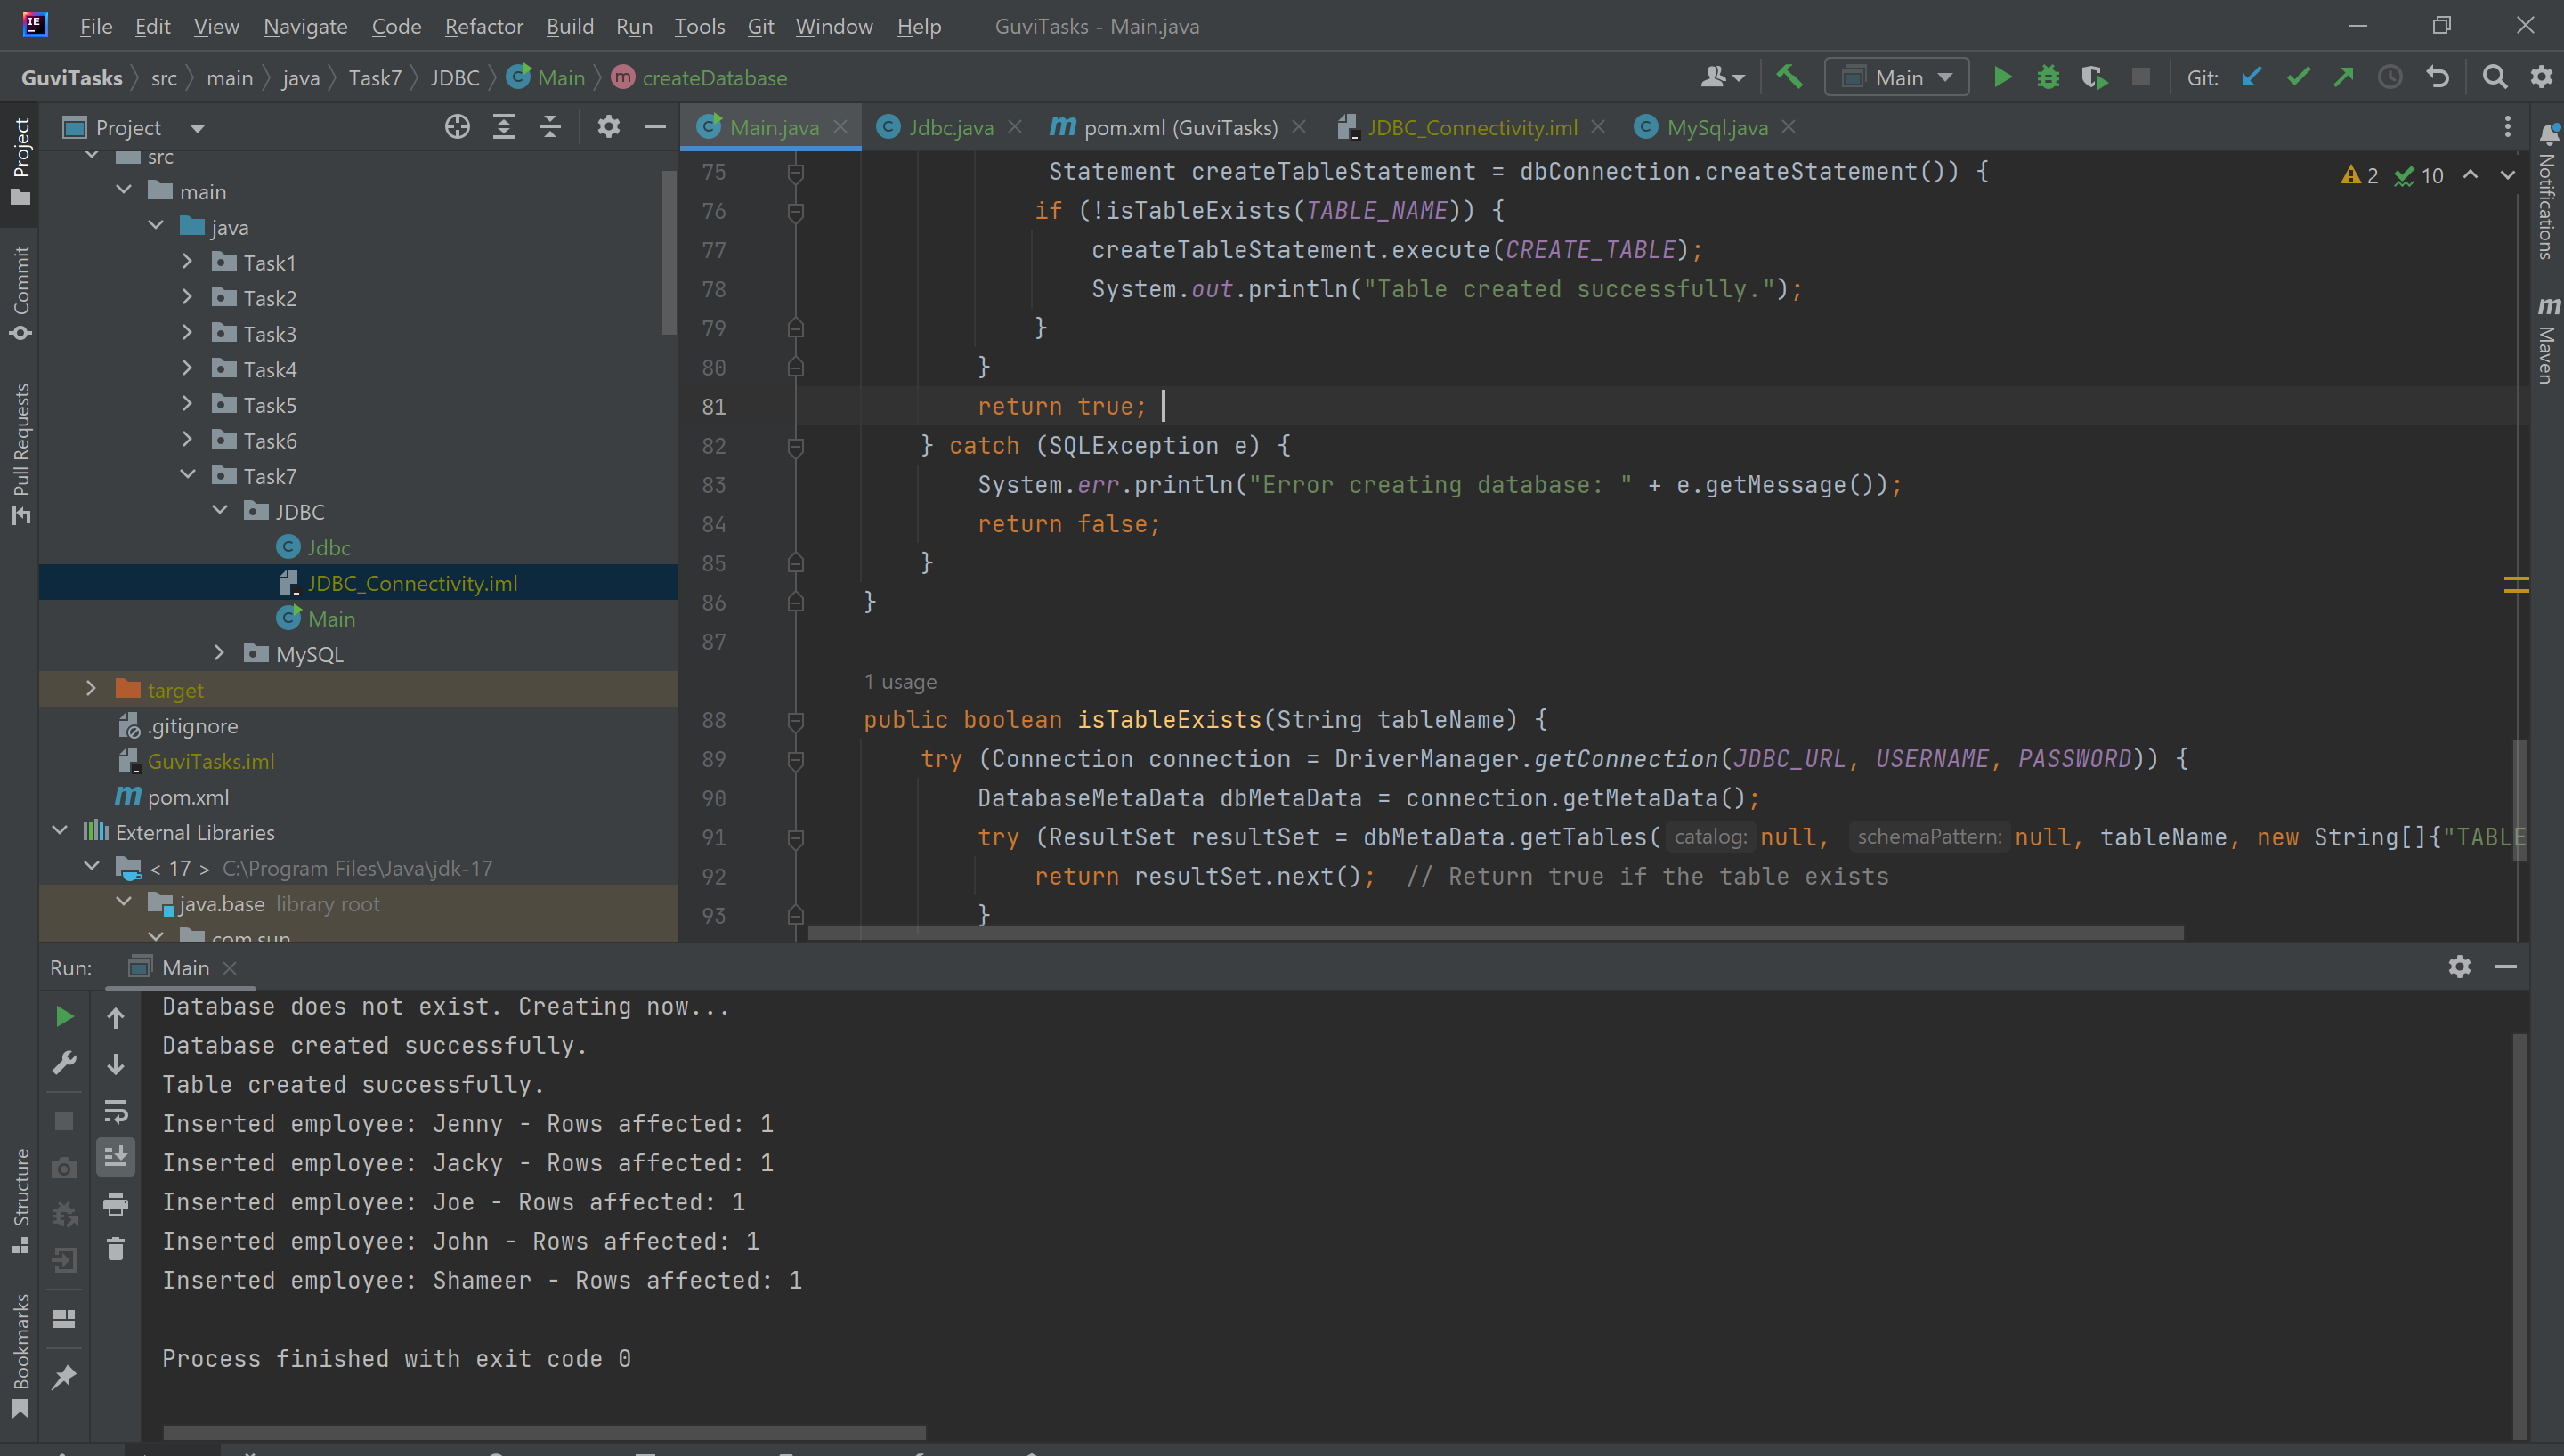 File Edit View Navigate Code Refactor Build Run Tools Git Window Help GuviTasks - Main.java
GuviTasks src main java Task7 JDBC Main createDatabase
Main Git:
Project
Main.java Jdbc.java pom.xml (GuviTasks) JDBC_Connectivity.iml MySql.java
Project
Commit
Pull Requests
Structure
Bookmarks
Notifications
Maven
src
main
java
Task1
Task2
Task3
Task4
Task5
Task6
Task7
JDBC
Jdbc
JDBC_Connectivity.iml
Main
MySQL
target
.gitignore
GuviTasks.iml
pom.xml
External Libraries
< 17 > C:\Program Files\Java\jdk-17
java.base library root
com.sun
2 10
75 Statement createTableStatement = dbConnection.createStatement()) {
76 if (!isTableExists(TABLE_NAME)) {
77 createTableStatement.execute(CREATE_TABLE);
78 System.out.println("Table created successfully.");
79 }
80 }
81 return true;
82 } catch (SQLException e) {
83 System.err.println("Error creating database: " + e.getMessage());
84 return false;
85 }
86 }
87
1 usage
88 public boolean isTableExists(String tableName) {
89 try (Connection connection = DriverManager.getConnection(JDBC_URL, USERNAME, PASSWORD)) {
90 DatabaseMetaData dbMetaData = connection.getMetaData();
91 try (ResultSet resultSet = dbMetaData.getTables( catalog: null, schemaPattern: null, tableName, new String[]{"TABLE
92 return resultSet.next(); // Return true if the table exists
93 }
Run: Main
Database does not exist. Creating now...
Database created successfully.
Table created successfully.
Inserted employee: Jenny - Rows affected: 1
Inserted employee: Jacky - Rows affected: 1
Inserted employee: Joe - Rows affected: 1
Inserted employee: John - Rows affected: 1
Inserted employee: Shameer - Rows affected: 1
Process finished with exit code 0